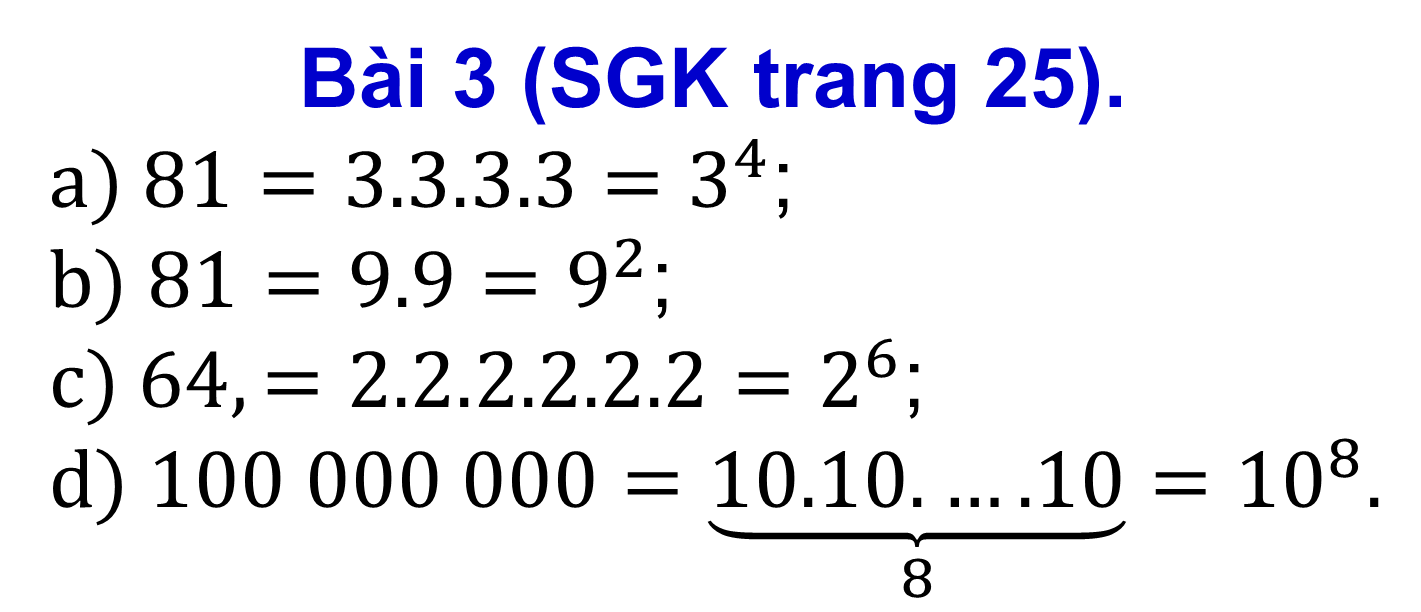 Bài 3 (SGK trang 25).
a) 81 = 3.3.3.3 = 3⁴;
b) 81 = 9.9 = 9²;
c) 64, = 2.2.2.2.2.2 = 2⁶;
d) 100 000 000 = 10.10. … .10 = 10⁸.
8